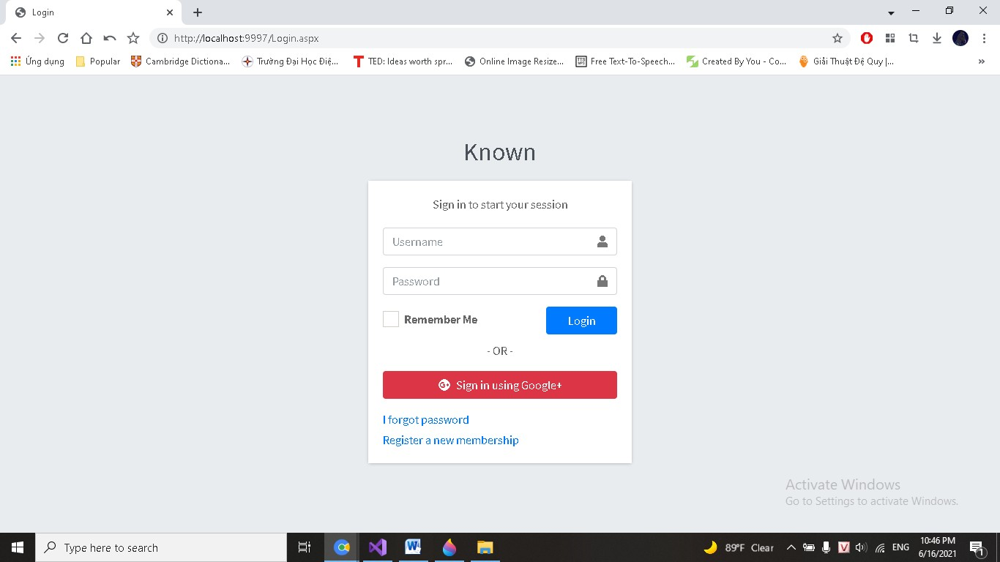 Login
http://localhost:9997/Login.aspx
Ứng dụng Popular Cambridge Dictiona... Trường Đại Học Điệ... TED: Ideas worth spr... Online Image Resize... Free Text-To-Speech... Created By You - Co... Giải Thuật Đệ Quy |... »
Known
Sign in to start your session
Username
Password
Remember Me Login
- OR -
G+ Sign in using Google+
I forgot password
Register a new membership
Activate Windows
Go to Settings to activate Windows.
Type here to search
89°F Clear
V
ENG
10:46 PM
6/16/2021
1